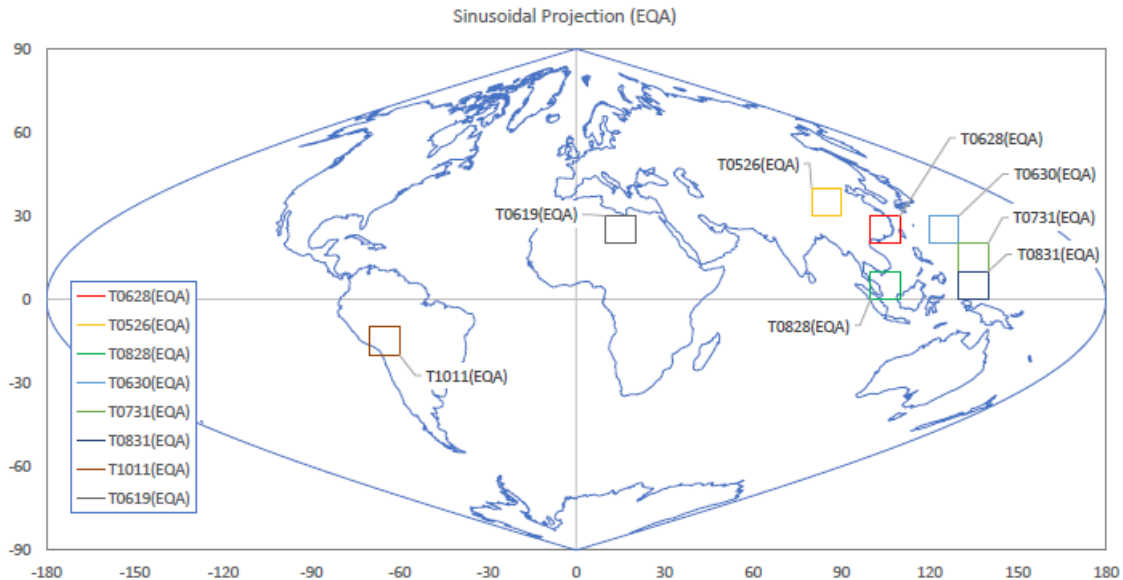 Sinusoidal Projection (EQA)
90
60
30
0
-30
-60
-90
T0628(EQA)
T0526(EQA)
T0630(EQA)
T0619(EQA)
T0731(EQA)
T0831(EQA)
T0828(EQA)
T1011(EQA)
T0628(EQA)
T0526(EQA)
T0828(EQA)
T0630(EQA)
T0731(EQA)
T0831(EQA)
T1011(EQA)
T0619(EQA)
-180 -150 -120 -90 -60 -30 0 30 60 90 120 150 180